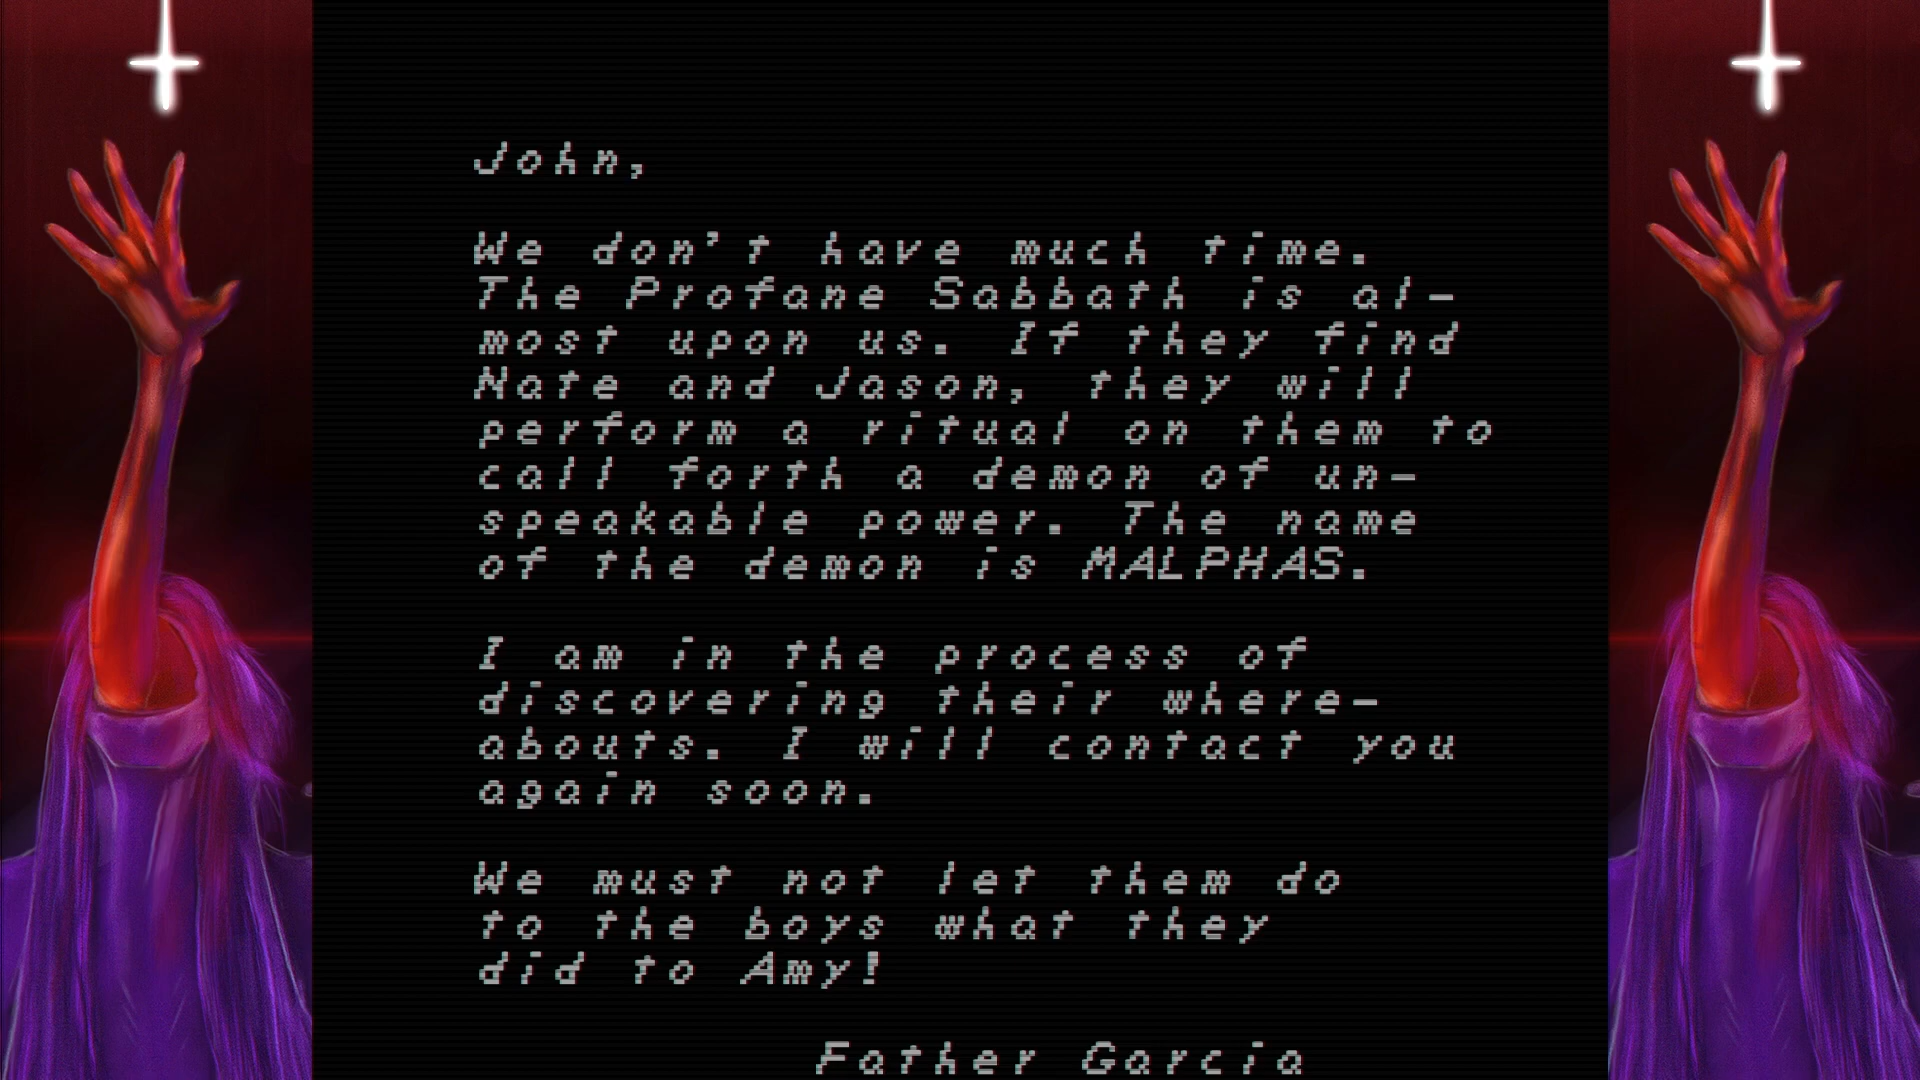 John,
We don't have much time.
The Profane Sabbath is al-
most upon us. If they find
Nate and Jason, they will
perform a ritual on them to
call forth a demon of un-
speakable power. The name
of the demon is MALPHAS.
I am in the process of
discovering their where-
abouts. I will contact you
again soon.
We must not let them do
to the boys what they
did to Amy!
Father Garcia